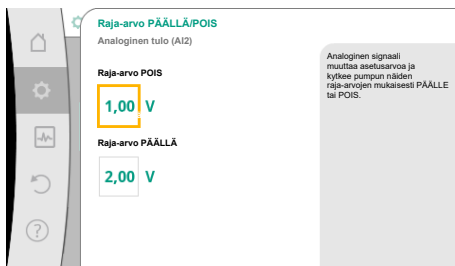 Raja-arvo PÄÄLLÄ/POIS
Analoginen tulo (AI2)
Raja-arvo POIS
1,00 V
Raja-arvo PÄÄLLÄ
2,00 V
Analoginen signaali
muuttaa asetusarvoa ja
kytkee pumpun näiden
raja-arvojen mukaisesti PÄÄLLE
tai POIS.